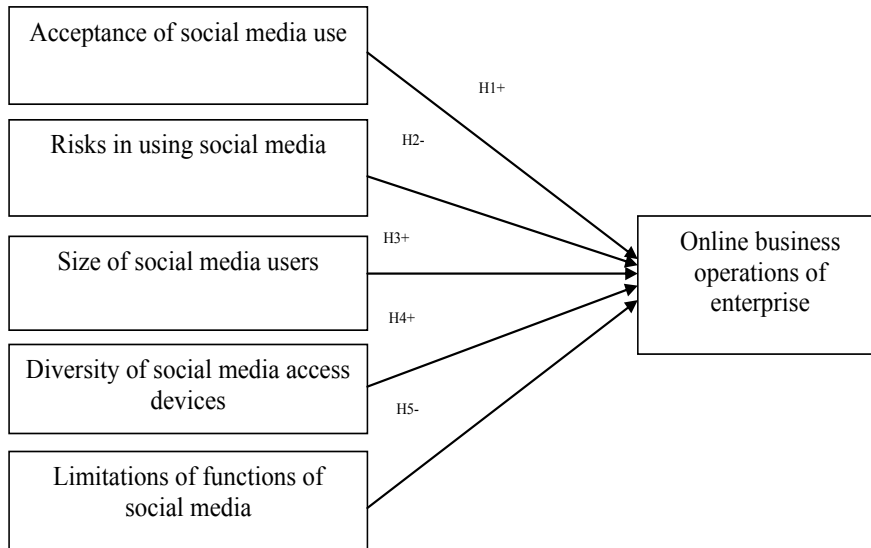 Acceptance of social media use
H1+
Risks in using social media
H2-
Size of social media users
H3+
Online business
operations of
enterprise
H4+
Diversity of social media access
devices
H5-
Limitations of functions of
social media